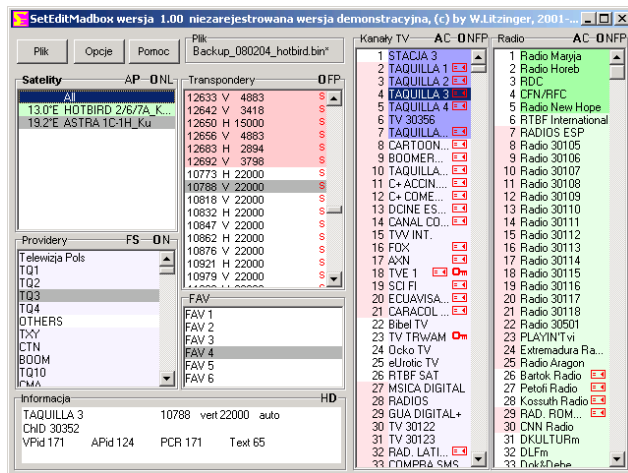 SetEditMadbox wersja 1.00 niezarejestrowana wersja demonstracyjna, (c) by W.Litzinger, 2001-...
Plik Opcje Pomoc
Plik
Backup_080204_hotbird.bin*
Satelity AP ONL
All
13.0°E HOTBIRD 2/6/7A_K...
19.2°E ASTRA 1C-1H_Ku
Transpondery OFP
12633 V 4883 S
12642 V 3418 S
12650 H 15000 S
12656 V 4883 S
12683 H 2894 S
12692 V 3798 S
10773 H 22000 S
10788 V 22000 S
10818 V 22000 S
10832 H 22000 S
10847 V 22000 S
10862 H 22000 S
10876 V 22000 S
10921 H 22000 S
10979 V 22000 S
Providery FS ON
Telewizja Pols
TQ1
TQ2
TQ3
TQ4
OTHERS
TXY
CTN
BOOM
TQ10
CMA
FAV
FAV 1
FAV 2
FAV 3
FAV 4
FAV 5
FAV 6
Informacja HD
TAQUILLA 3 10788 vert 22000 auto
ChID 30352
VPid 171 APid 124 PCR 171 Text 65
Kanały TV AC ONFP
1 STACJA 3
2 TAQUILLA 1
3 TAQUILLA 2
4 TAQUILLA 3
5 TAQUILLA 4
6 TV 30356
7 TAQUILLA...
8 CARTOON...
9 BOOMER...
10 TAQUILLA...
11 C+ ACCIN...
12 C+ COME...
13 DCINE ES...
14 CANAL CO...
15 TVV INT.
16 FOX
17 AXN
18 TVE 1
19 SCI FI
20 ECUAVISA...
21 CARACOL ...
22 Bibel TV
23 TV TRWAM
24 Ocko TV
25 eUrotic TV
26 RTBF SAT
27 MSICA DIGITAL
28 RADIOS
29 GUA DIGITAL+
30 TV 30122
31 TV 30123
32 RAD. LATI...
33 COMPRA SMS
Radio AC ONFP
1 Radio Maryja
2 Radio Horeb
3 RDC
4 CFN/RFC
5 Radio New Hope
6 RTBF International
7 RADIOS ESP
8 Radio 30105
9 Radio 30106
10 Radio 30107
11 Radio 30108
12 Radio 30109
13 Radio 30110
14 Radio 30111
15 Radio 30112
16 Radio 30113
17 Radio 30114
18 Radio 30115
19 Radio 30116
20 Radio 30117
21 Radio 30118
22 Radio 30501
23 PLAYIN'Tvi
24 Extremadura Ra...
25 Radio Aragon
26 Bartok Radio
27 Petofi Radio
28 Kossuth Radio
29 RAD. ROM...
30 CNN Radio
31 DKULTURm
32 DLFm
33 Dok&Debe